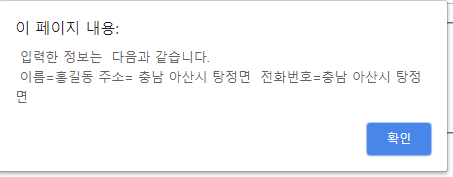 이 페이지 내용:
입력한 정보는  다음과 같습니다.
이름=홍길동 주소= 충남 아산시 탕정면  전화번호=충남 아산시 탕정
면
확인